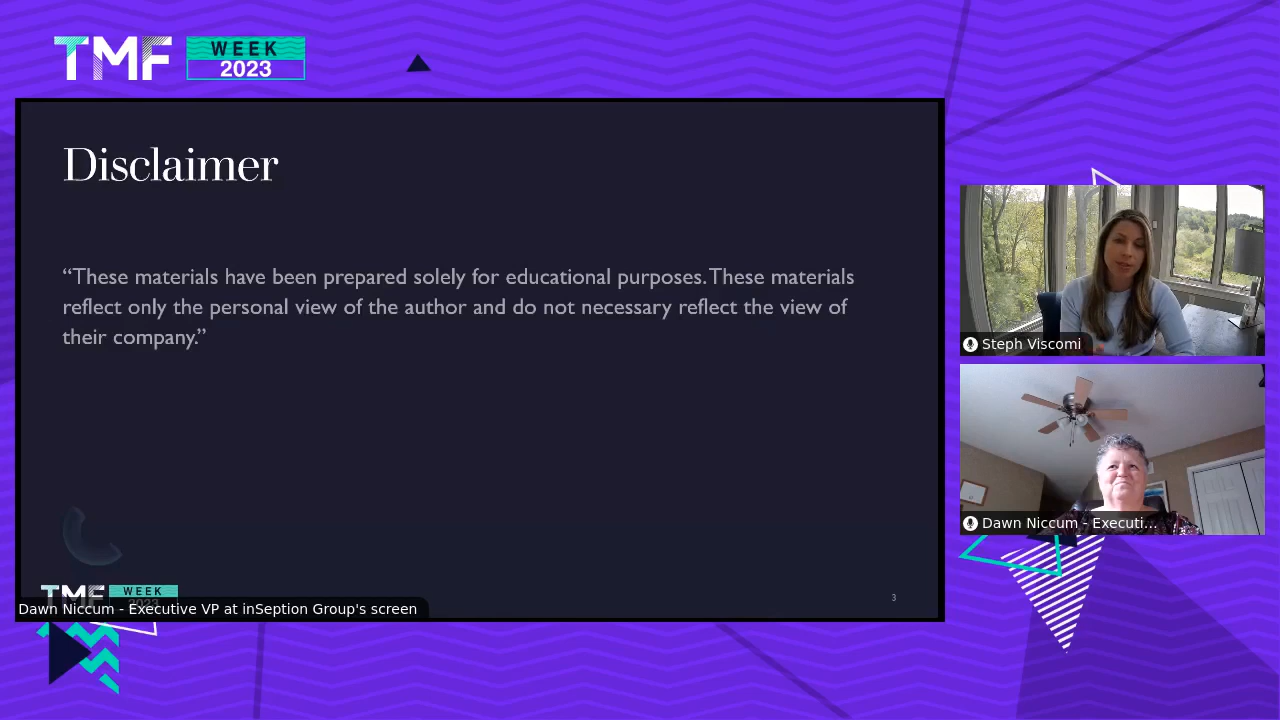 TMF WEEK
2023
Disclaimer
“These materials have been prepared solely for educational purposes. These materials
reflect only the personal view of the author and do not necessary reflect the view of
their company.”
TMF WEEK
2023
3
Dawn Niccum - Executive VP at inSeption Group's screen
Steph Viscomi
Dawn Niccum - Executi...